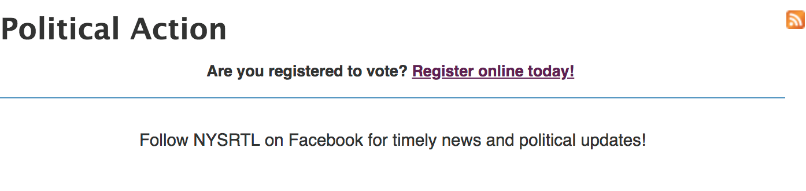 Political Action
Are you registered to vote? Register online today!
Follow NYSRTL on Facebook for timely news and political updates!